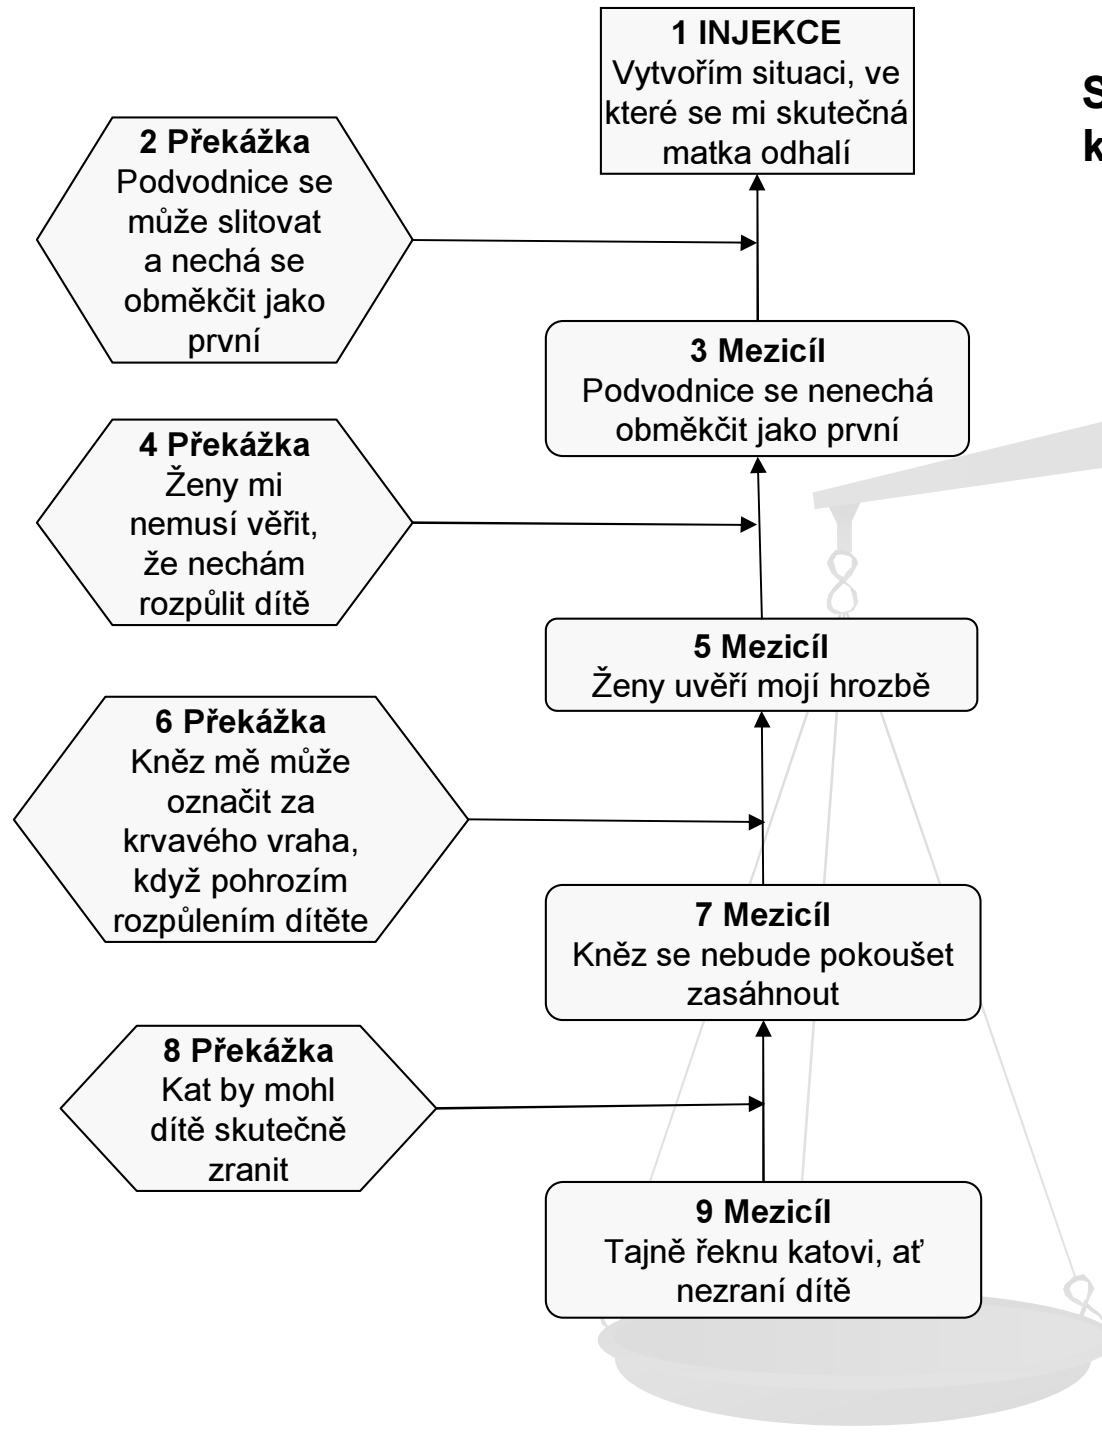 1 INJEKCE
Vytvořím situaci, ve
které se mi skutečná
matka odhalí
S
k
2 Překážka
Podvodnice se
může slitovat
a nechá se
obměkčit jako
první
3 Mezicíl
Podvodnice se nenechá
obměkčit jako první
4 Překážka
Ženy mi
nemusí věřit,
že nechám
rozpůlit dítě
5 Mezicíl
Ženy uvěří mojí hrozbě
6 Překážka
Kněz mě může
označit za
krvavého vraha,
když pohrozím
rozpůlením dítěte
7 Mezicíl
Kněz se nebude pokoušet
zasáhnout
8 Překážka
Kat by mohl
dítě skutečně
zranit
9 Mezicíl
Tajně řeknu katovi, ať
nezraní dítě